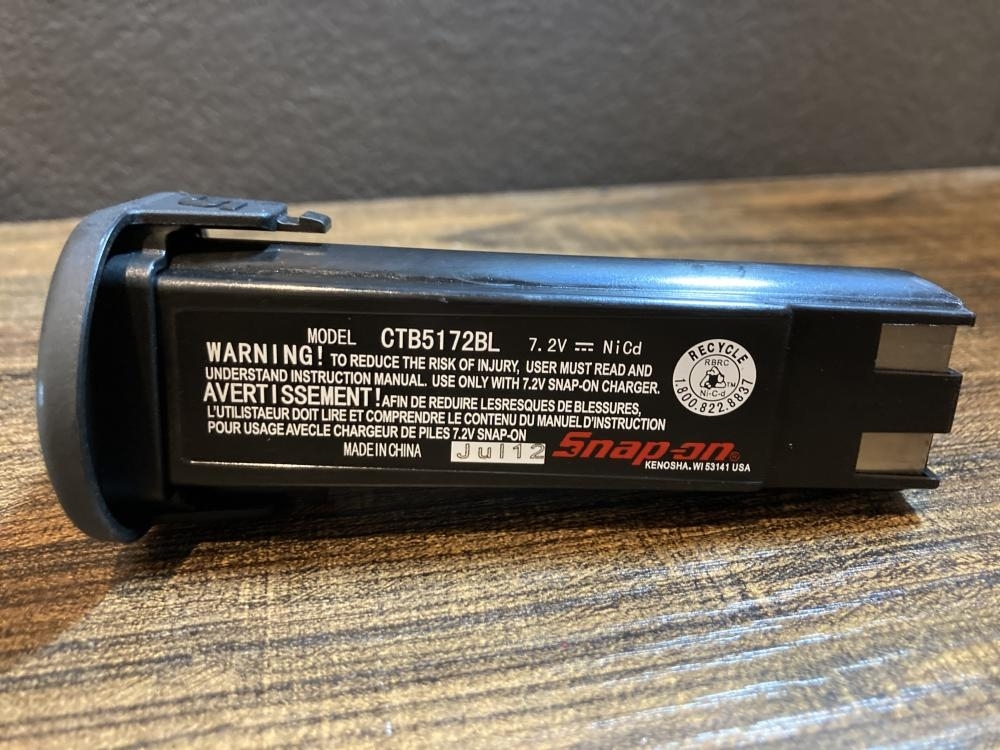 MODEL CTB5172BL 7.2V NiCd
WARNING! TO REDUCE THE RISK OF INJURY, USER MUST READ AND
UNDERSTAND INSTRUCTION MANUAL. USE ONLY WITH 7.2V SNAP-ON CHARGER.
AVERTISSEMENT! AFIN DE REDUIRE LESRESQUES DE BLESSURES,
L'UTILISTAEUR DOIT LIRE ET COMPRENDRE LE CONTENU DU MANUEL D'INSTRUCTION
POUR USAGE AVECLE CHARGEUR DE PILES 7.2V SNAP-ON
MADE IN CHINA Jul12 Snap-on®
KENOSHA, WI 53141 USA
RECYCLE
RBRC
TM
Ni-Cd
1.800.822.8837